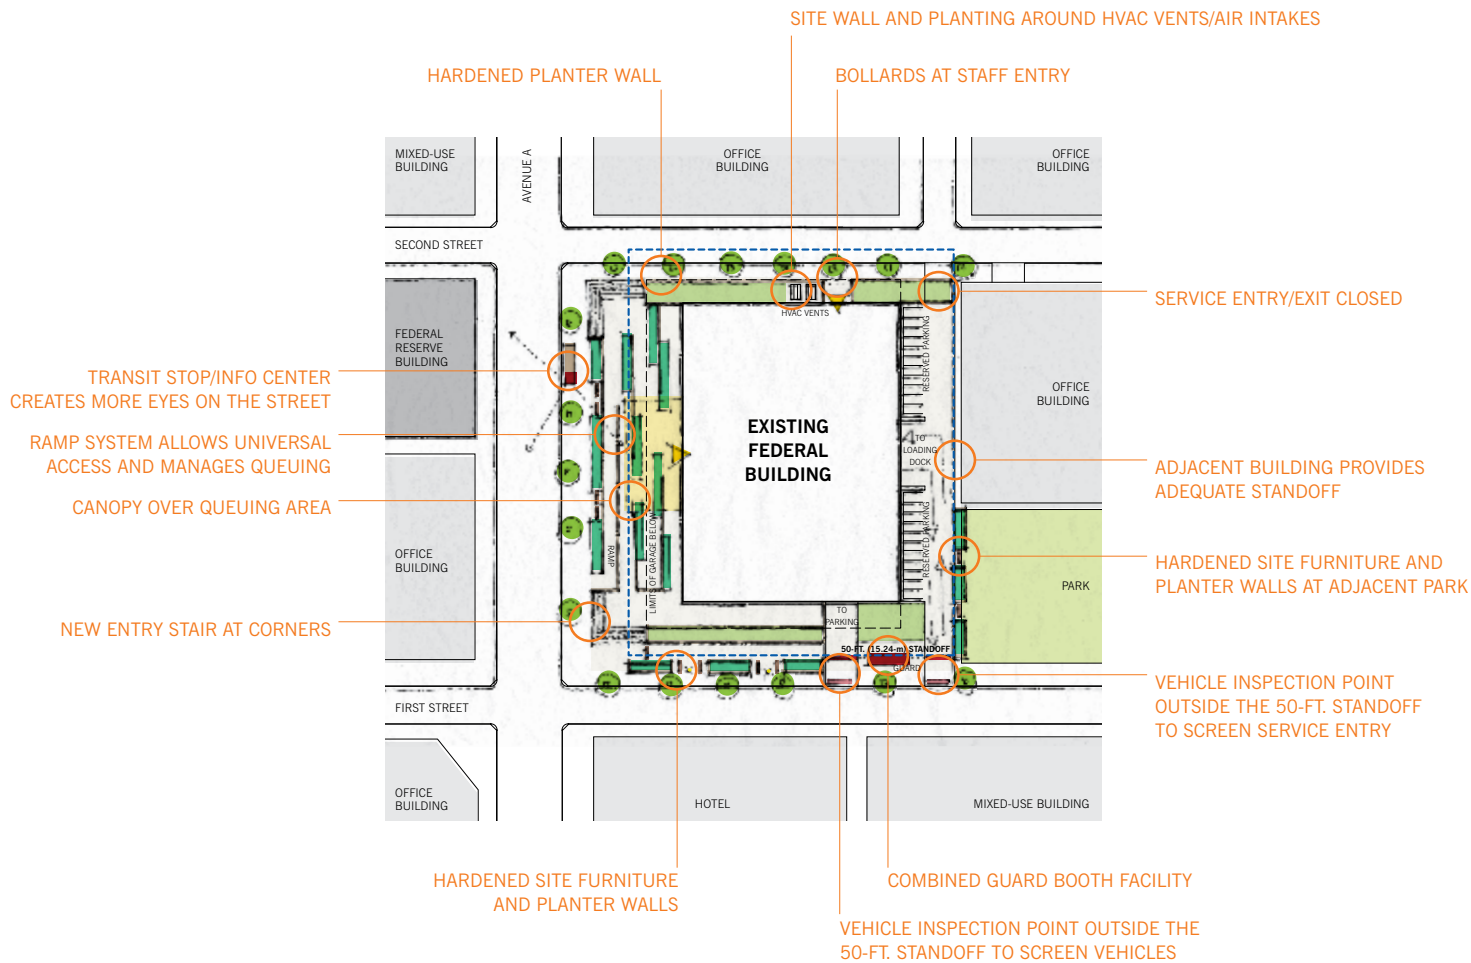 SITE WALL AND PLANTING AROUND HVAC VENTS/AIR INTAKES
HARDENED PLANTER WALL
BOLLARDS AT STAFF ENTRY
MIXED-USE
BUILDING
AVENUE A
OFFICE
BUILDING
OFFICE
BUILDING
SECOND STREET
HVAC VENTS
SERVICE ENTRY/EXIT CLOSED
FEDERAL
RESERVE
BUILDING
RESERVED PARKING
TRANSIT STOP/INFO CENTER
CREATES MORE EYES ON THE STREET
OFFICE
BUILDING
RAMP SYSTEM ALLOWS UNIVERSAL
ACCESS AND MANAGES QUEUING
EXISTING
FEDERAL
BUILDING
TO
LOADING
DOCK
ADJACENT BUILDING PROVIDES
ADEQUATE STANDOFF
CANOPY OVER QUEUING AREA
OFFICE
BUILDING
RAMP
LIMITS OF GARAGE BELOW
RESERVED PARKING
HARDENED SITE FURNITURE AND
PLANTER WALLS AT ADJACENT PARK
PARK
NEW ENTRY STAIR AT CORNERS
TO
PARKING
50-FT. (15.24-m) STANDOFF
GUARD
VEHICLE INSPECTION POINT
OUTSIDE THE 50-FT. STANDOFF
TO SCREEN SERVICE ENTRY
FIRST STREET
OFFICE
BUILDING
HOTEL
MIXED-USE BUILDING
HARDENED SITE FURNITURE
AND PLANTER WALLS
COMBINED GUARD BOOTH FACILITY
VEHICLE INSPECTION POINT OUTSIDE THE
50-FT. STANDOFF TO SCREEN VEHICLES